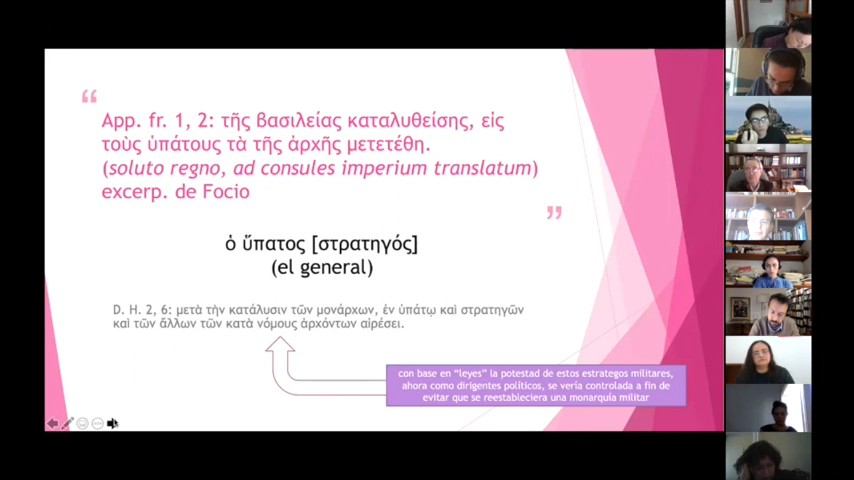 “
App. fr. 1, 2: τῆς βασιλείας καταλυθείσης, εἰς
τοὺς ὑπάτους τὰ τῆς ἀρχῆς μετετέθη.
(soluto regno, ad consules imperium translatum)
excerp. de Focio
”
ὁ ὕπατος [στρατηγός]
(el general)
D. H. 2, 6: μετὰ τὴν κατάλυσιν τῶν μονάρχων, ἐν ὑπάτῳ καὶ στρατηγῶν
καὶ τῶν ἄλλων τῶν κατὰ νόμους ἀρχόντων αἱρέσει.
con base en “leyes” la potestad de estos estrategos militares,
ahora como dirigentes políticos, se vería controlada a fin de
evitar que se reestableciera una monarquía militar